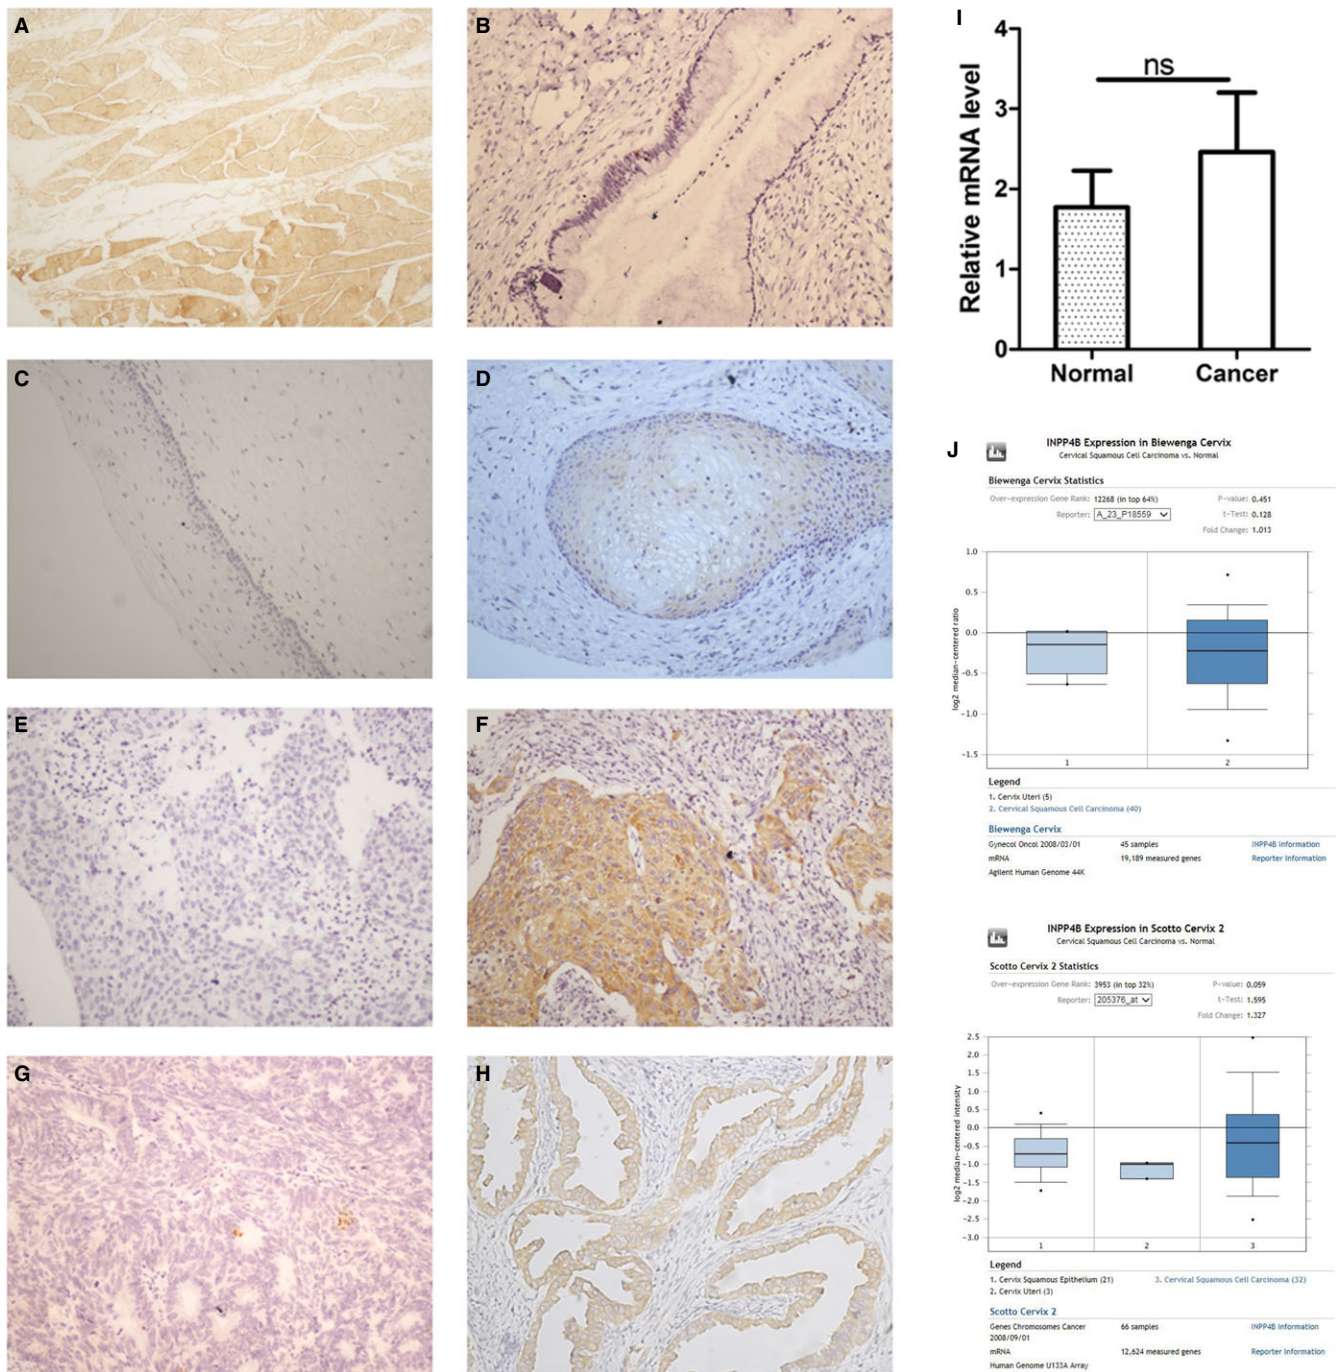 A
B
C
D
E
F
G
H
I
4
3
2
1
0
Relative mRNA level
ns
Normal
Cancer
J
INPP4B Expression in Biewenga Cervix
Cervical Squamous Cell Carcinoma vs. Normal
Biewenga Cervix Statistics
Over-expression Gene Rank: 12268 (in top 64%)
P-value: 0.451
Reporter: A_23_P18559
t-Test: 0.128
Fold Change: 1.013
1.0
0.5
0.0
-0.5
-1.0
-1.5
log2 median-centered ratio
1
2
Legend
1. Cervix Uteri (5)
2. Cervical Squamous Cell Carcinoma (40)
Biewenga Cervix
Gynecol Oncol 2008/03/01
45 samples
INPP4B Information
mRNA
19,189 measured genes
Reporter Information
Agilent Human Genome 44K
INPP4B Expression in Scotto Cervix 2
Cervical Squamous Cell Carcinoma vs. Normal
Scotto Cervix 2 Statistics
Over-expression Gene Rank: 3953 (in top 32%)
P-value: 0.059
Reporter: 205376_at
t-Test: 1.595
Fold Change: 1.327
2.5
2.0
1.5
1.0
0.5
0.0
-0.5
-1.0
-1.5
-2.0
-2.5
-3.0
log2 median-centered intensity
1
2
3
Legend
1. Cervix Squamous Epithelium (21)
3. Cervical Squamous Cell Carcinoma (32)
2. Cervix Uteri (3)
Scotto Cervix 2
Genes Chromosomes Cancer
2008/09/01
66 samples
INPP4B Information
mRNA
12,624 measured genes
Reporter Information
Human Genome U133A Array